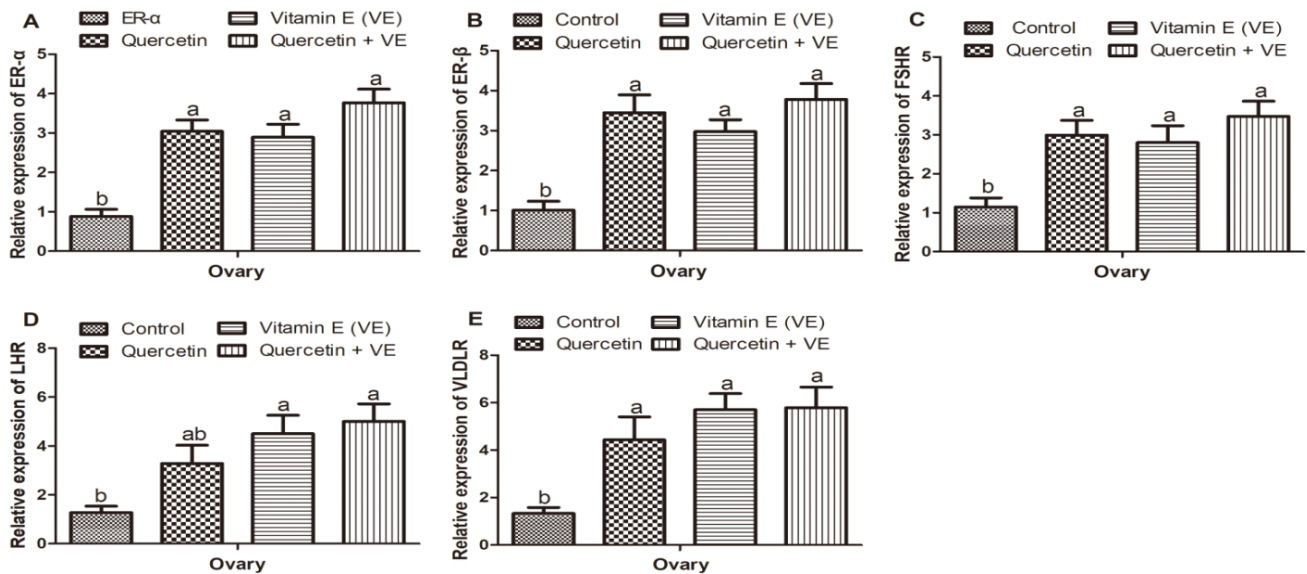 A
ER-α
Vitamin E (VE)
Quercetin
Quercetin + VE
Relative expression of ER-α
5
4
3
2
1
0
b
a
a
a
Ovary
B
Control
Vitamin E (VE)
Quercetin
Quercetin + VE
Relative expression of ER-β
5
4
3
2
1
0
b
a
a
a
Ovary
C
Control
Vitamin E (VE)
Quercetin
Quercetin + VE
Relative expression of FSHR
5
4
3
2
1
0
b
a
a
a
Ovary
D
Control
Vitamin E (VE)
Quercetin
Quercetin + VE
Relative expression of LHR
8
6
4
2
0
b
ab
a
a
Ovary
E
Control
Vitamin E (VE)
Quercetin
Quercetin + VE
Relative expression of VLDLR
8
6
4
2
0
b
a
a
a
Ovary